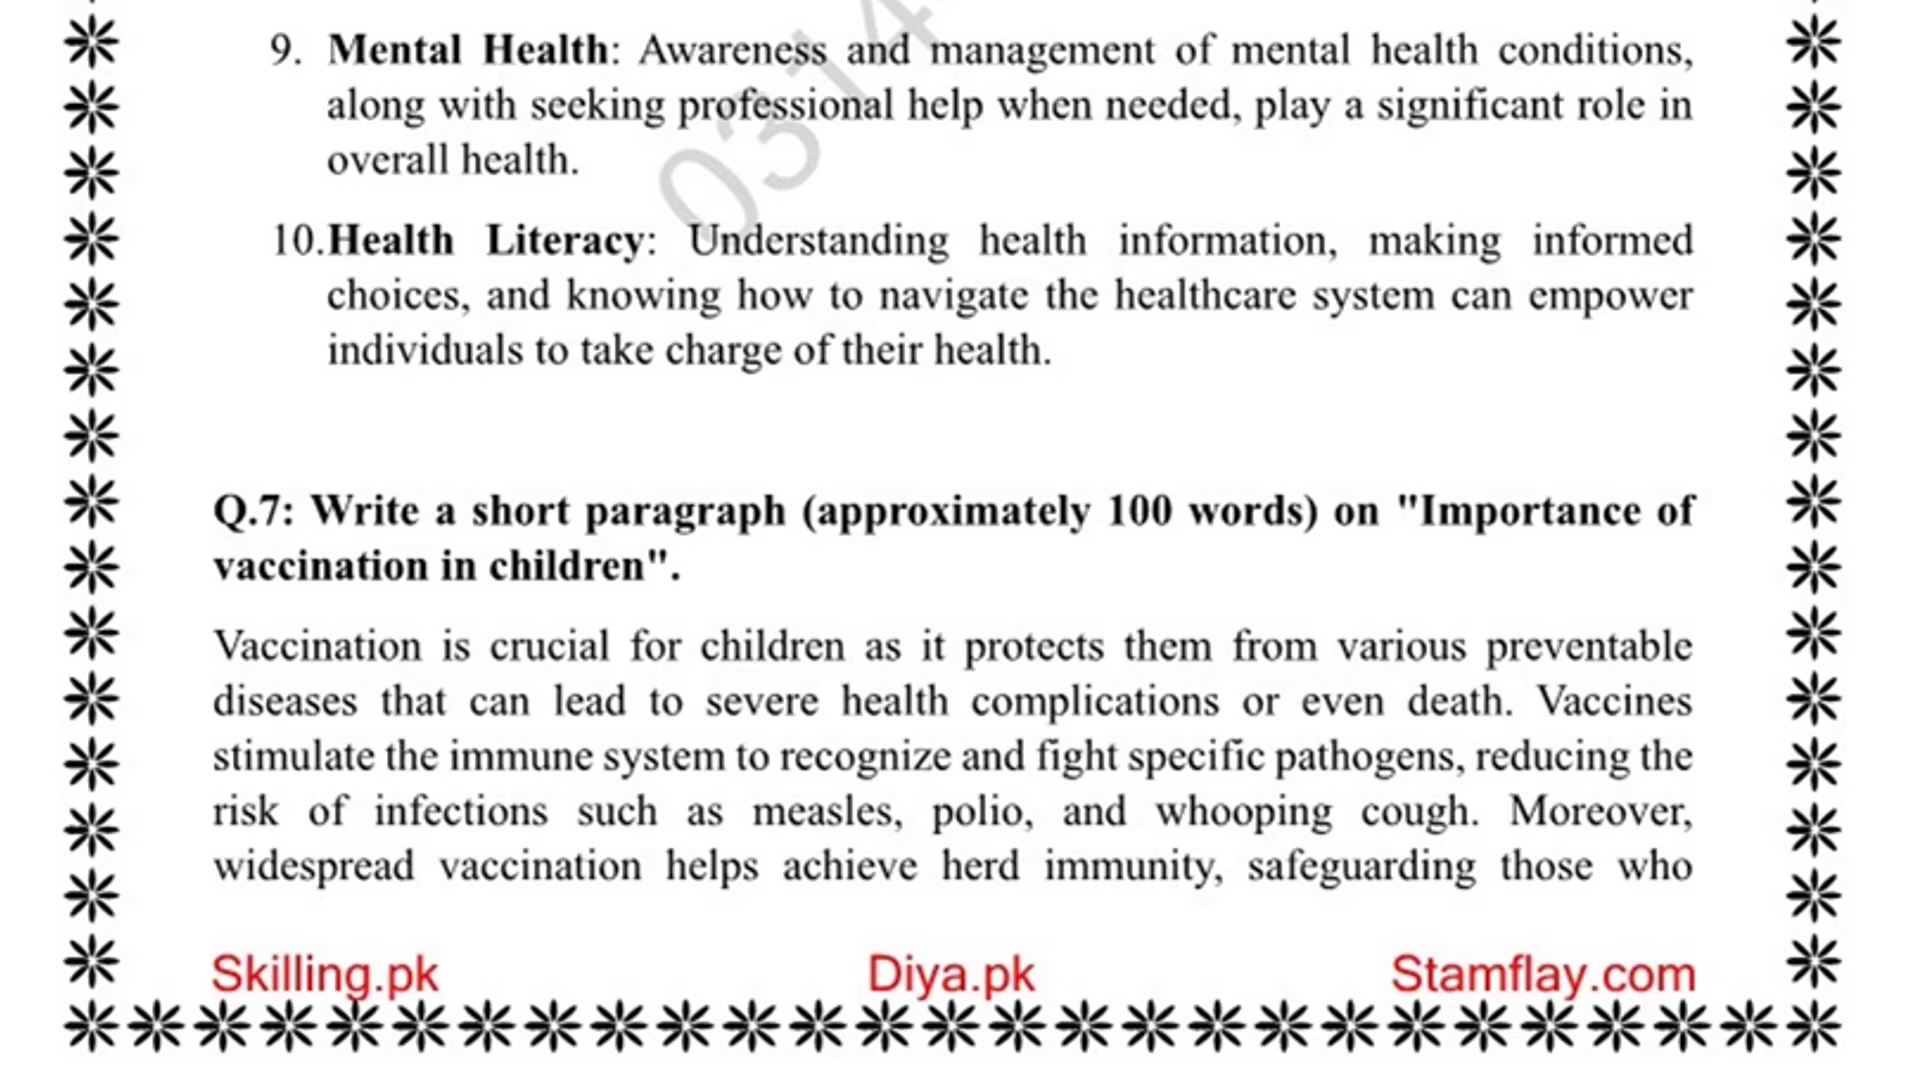 9. Mental Health: Awareness and management of mental health conditions,
along with seeking professional help when needed, play a significant role in
overall health.
10.Health Literacy: Understanding health information, making informed
choices, and knowing how to navigate the healthcare system can empower
individuals to take charge of their health.
Q.7: Write a short paragraph (approximately 100 words) on "Importance of
vaccination in children".
Vaccination is crucial for children as it protects them from various preventable
diseases that can lead to severe health complications or even death. Vaccines
stimulate the immune system to recognize and fight specific pathogens, reducing the
risk of infections such as measles, polio, and whooping cough. Moreover,
widespread vaccination helps achieve herd immunity, safeguarding those who
Skilling.pk Diya.pk Stamflay.com
0314